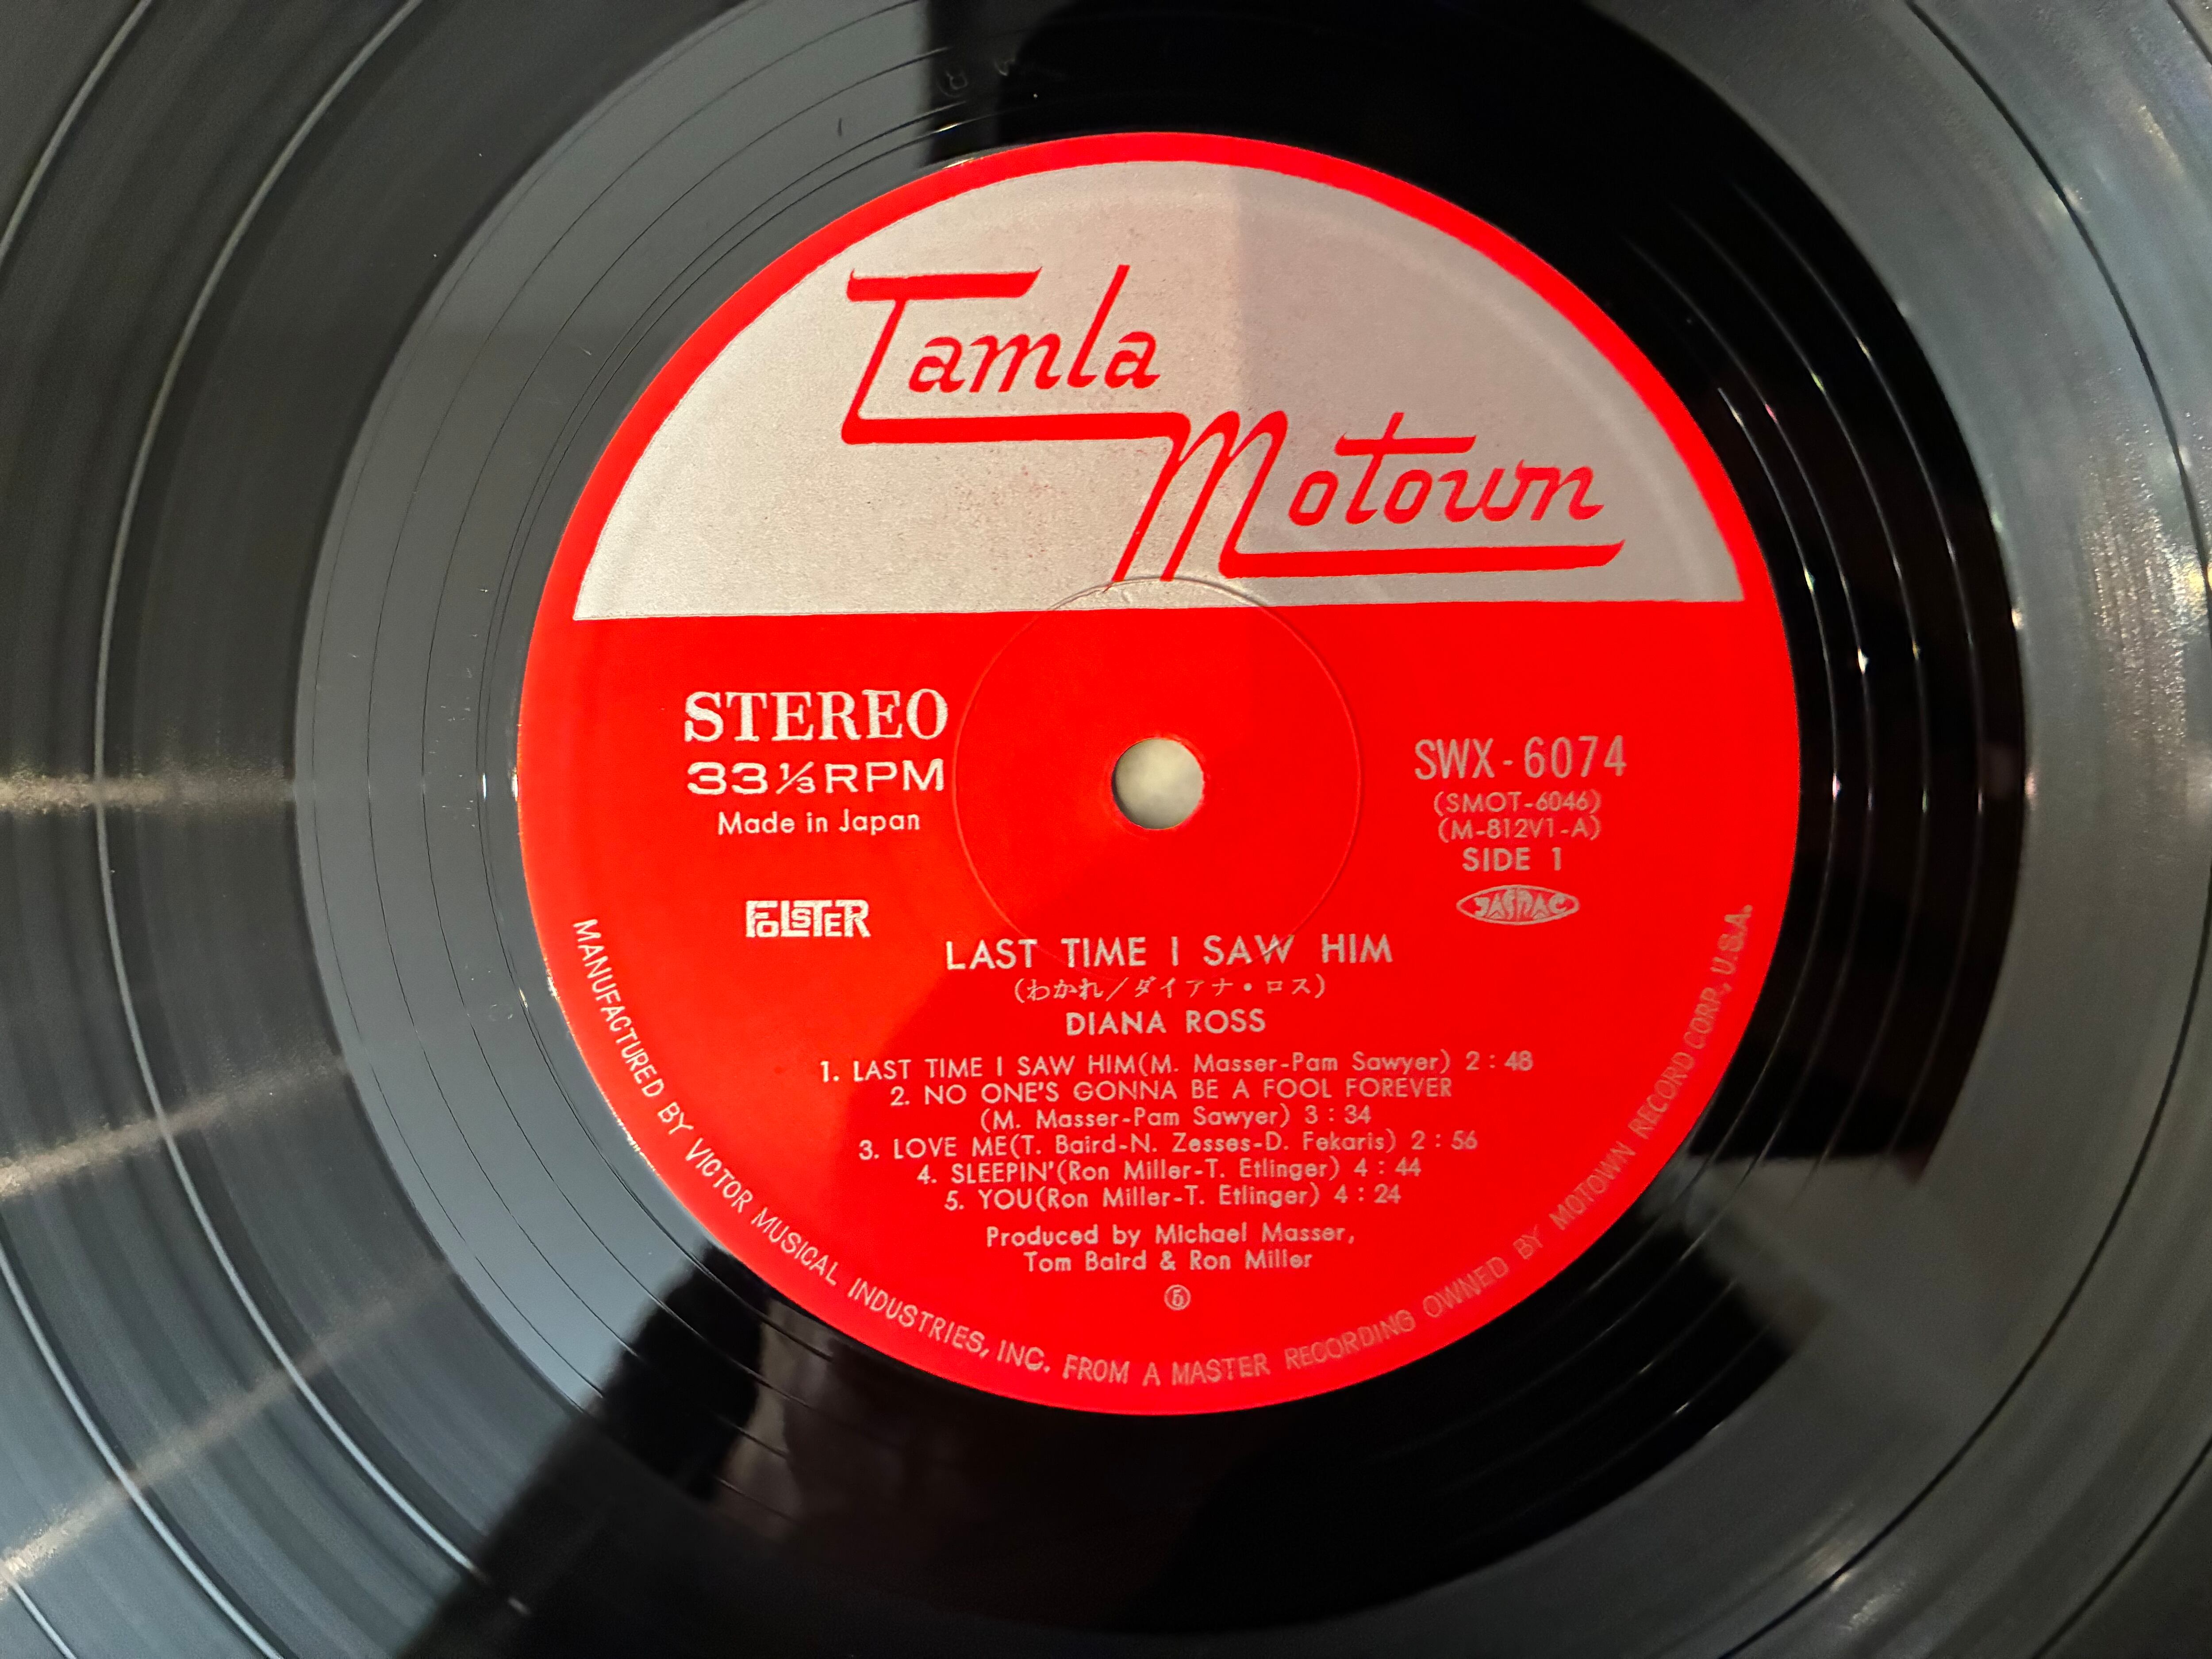 Tamla
Motown
STEREO
33⅓RPM
Made in Japan
FOLSTER
SWX-6074
(SMOT-6046)
(M-812V1-A)
SIDE 1
JASRAC
LAST TIME I SAW HIM
(わかれ/ダイアナ・ロス)
DIANA ROSS
1. LAST TIME I SAW HIM(M. Masser-Pam Sawyer) 2:48
2. NO ONE'S GONNA BE A FOOL FOREVER
(M. Masser-Pam Sawyer) 3:34
3. LOVE ME(T. Baird-N. Zesses-D. Fekaris) 2:56
4. SLEEPIN'(Ron Miller-T. Etlinger) 4:44
5. YOU(Ron Miller-T. Etlinger) 4:24
Produced by Michael Masser,
Tom Baird & Ron Miller
MANUFACTURED BY VICTOR MUSICAL INDUSTRIES, INC. FROM A MASTER RECORDING OWNED BY MOTOWN RECORD CORP., U.S.A.